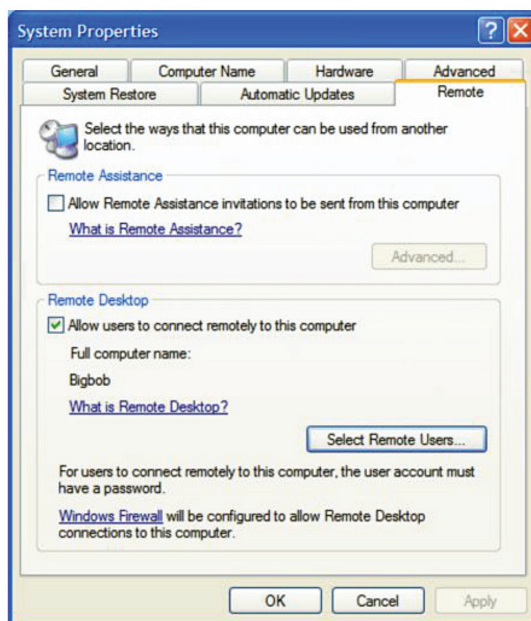 System Properties
General Computer Name Hardware Advanced
System Restore Automatic Updates Remote
Select the ways that this computer can be used from another
location.
Remote Assistance
Allow Remote Assistance invitations to be sent from this computer
What is Remote Assistance?
Advanced...
Remote Desktop
Allow users to connect remotely to this computer
Full computer name:
Bigbob
What is Remote Desktop?
Select Remote Users...
For users to connect remotely to this computer, the user account must
have a password.
Windows Firewall will be configured to allow Remote Desktop
connections to this computer.
OK Cancel Apply